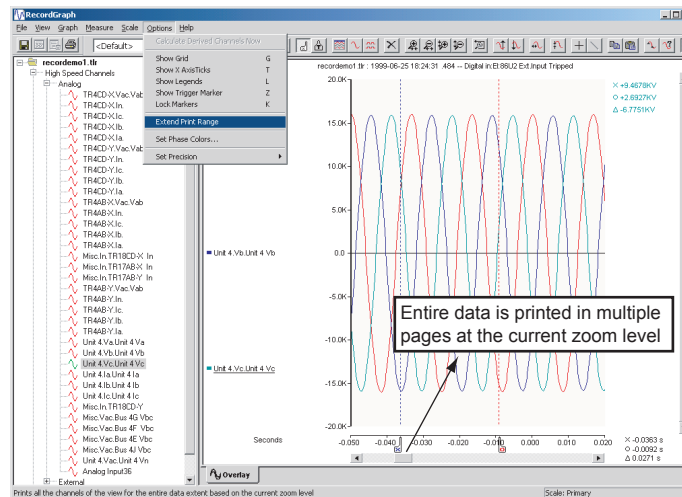 RecordGraph
File View Graph Measure Scale Options Help
<Default>
Calculate Derived Channels Now
Show Grid G
Show X AxisTicks T
Show Legends L
Show Trigger Marker Z
Lock Markers K
Extend Print Range
Set Phase Colors...
Set Precision
recordemo1.tlr
High Speed Channels
Analog
TR4CD-X.Vac.Vab
TR4CD-X.In.
TR4CD-X.Ic.
TR4CD-X.Ib.
TR4CD-X.Ia.
TR4CD-Y.Vac.Vab
TR4CD-Y.In.
TR4CD-Y.Ic.
TR4CD-Y.Ib.
TR4CD-Y.Ia.
TR4AB-X.Vac.Vab
TR4AB-X.In.
TR4AB-X.Ic.
TR4AB-X.Ib.
TR4AB-X.Ia.
Misc.In.TR18CD-X In
Misc.In.TR17AB-X In
Misc.In.TR17AB-Y In
TR4AB-Y.Vac.Vab
TR4AB-Y.In.
TR4AB-Y.Ic.
TR4AB-Y.Ib.
TR4AB-Y.Ia.
Unit 4.Va.Unit 4 Va
Unit 4.Vb.Unit 4 Vb
Unit 4.Vc.Unit 4 Vc
Unit 4.Ia.Unit 4 Ia
Unit 4.Ib.Unit 4 Ib
Unit 4.Ic.Unit 4 Ic
Misc.In.TR18CD-Y
Misc.Vac.Bus 4G Vbc
Misc.Vac.Bus 4F Vbc
Misc.Vac.Bus 4E Vbc
Misc.Vac.Bus 4J Vbc
Unit 4.Vac.Unit 4 Vn
Analog Input36
External
recordemo1.tlr : 1999-06-25 18:24:31 .484 -- Digital in:El.86U2 Ext.Input Tripped
× +9.4678KV
○ +2.6927KV
Δ -6.7751KV
20.0K
15.0K
10.0K
5.0K
0.0
-5.0K
-10.0K
-15.0K
-20.0K
Unit 4.Vb.Unit 4 Vb
Unit 4.Vc.Unit 4 Vc
Entire data is printed in multiple
pages at the current zoom level
Seconds
-0.050 -0.040 -0.030 -0.020 -0.010 0.000 0.010 0.020
× -0.0363 s
○ -0.0092 s
Δ 0.0271 s
Overlay
Prints all the channels of the view for the entire data extent based on the current zoom level
Scale: Primary